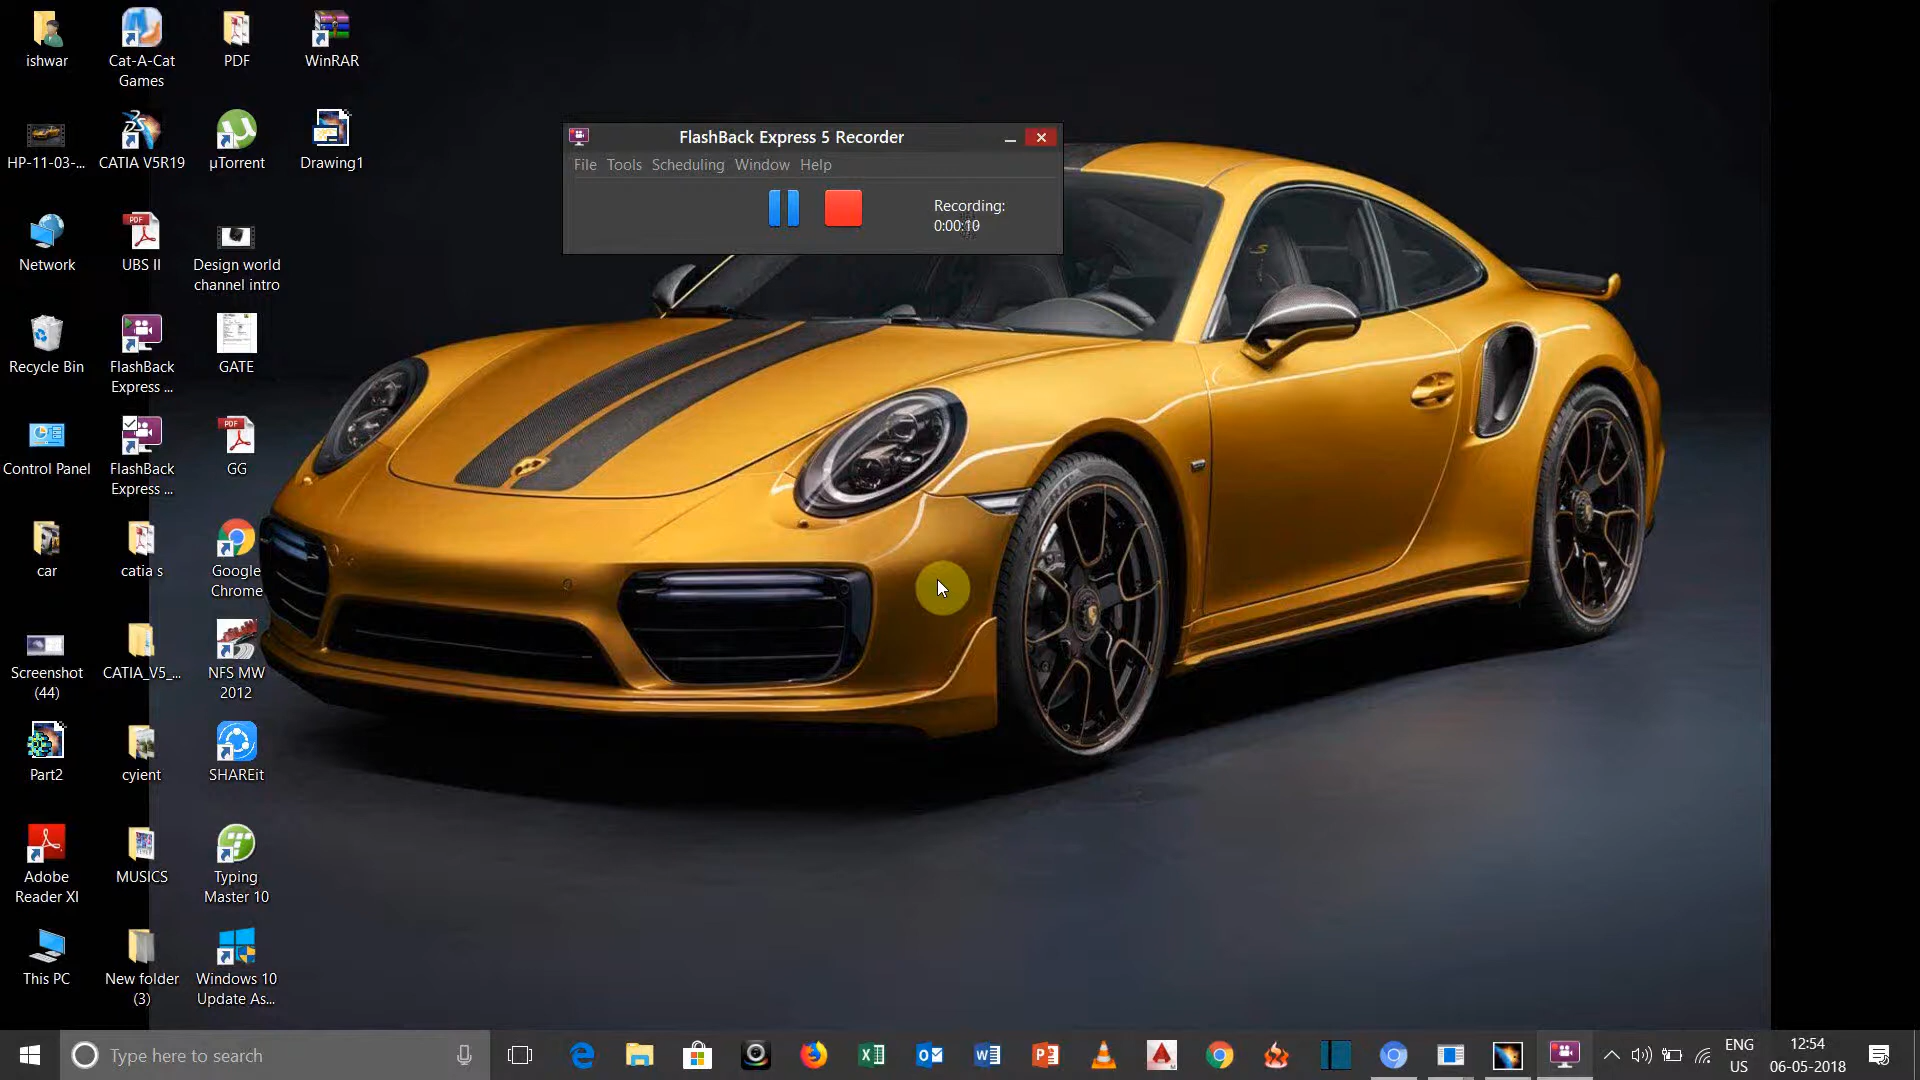 ishwar
Cat-A-Cat
Games
PDF
WinRAR
HP-11-03-...
CATIA V5R19
µTorrent
Drawing1
Network
UBS II
Design world
channel intro
Recycle Bin
FlashBack
Express ...
GATE
Control Panel
FlashBack
Express ...
GG
car
catia s
Google
Chrome
Screenshot
(44)
CATIA_V5_...
NFS MW
2012
Part2
cyient
SHAREit
Adobe
Reader XI
MUSICS
Typing
Master 10
This PC
New folder
(3)
Windows 10
Update As...
FlashBack Express 5 Recorder
File Tools Scheduling Window Help
Recording:
0:00:10
Type here to search
ENG
US
12:54
06-05-2018